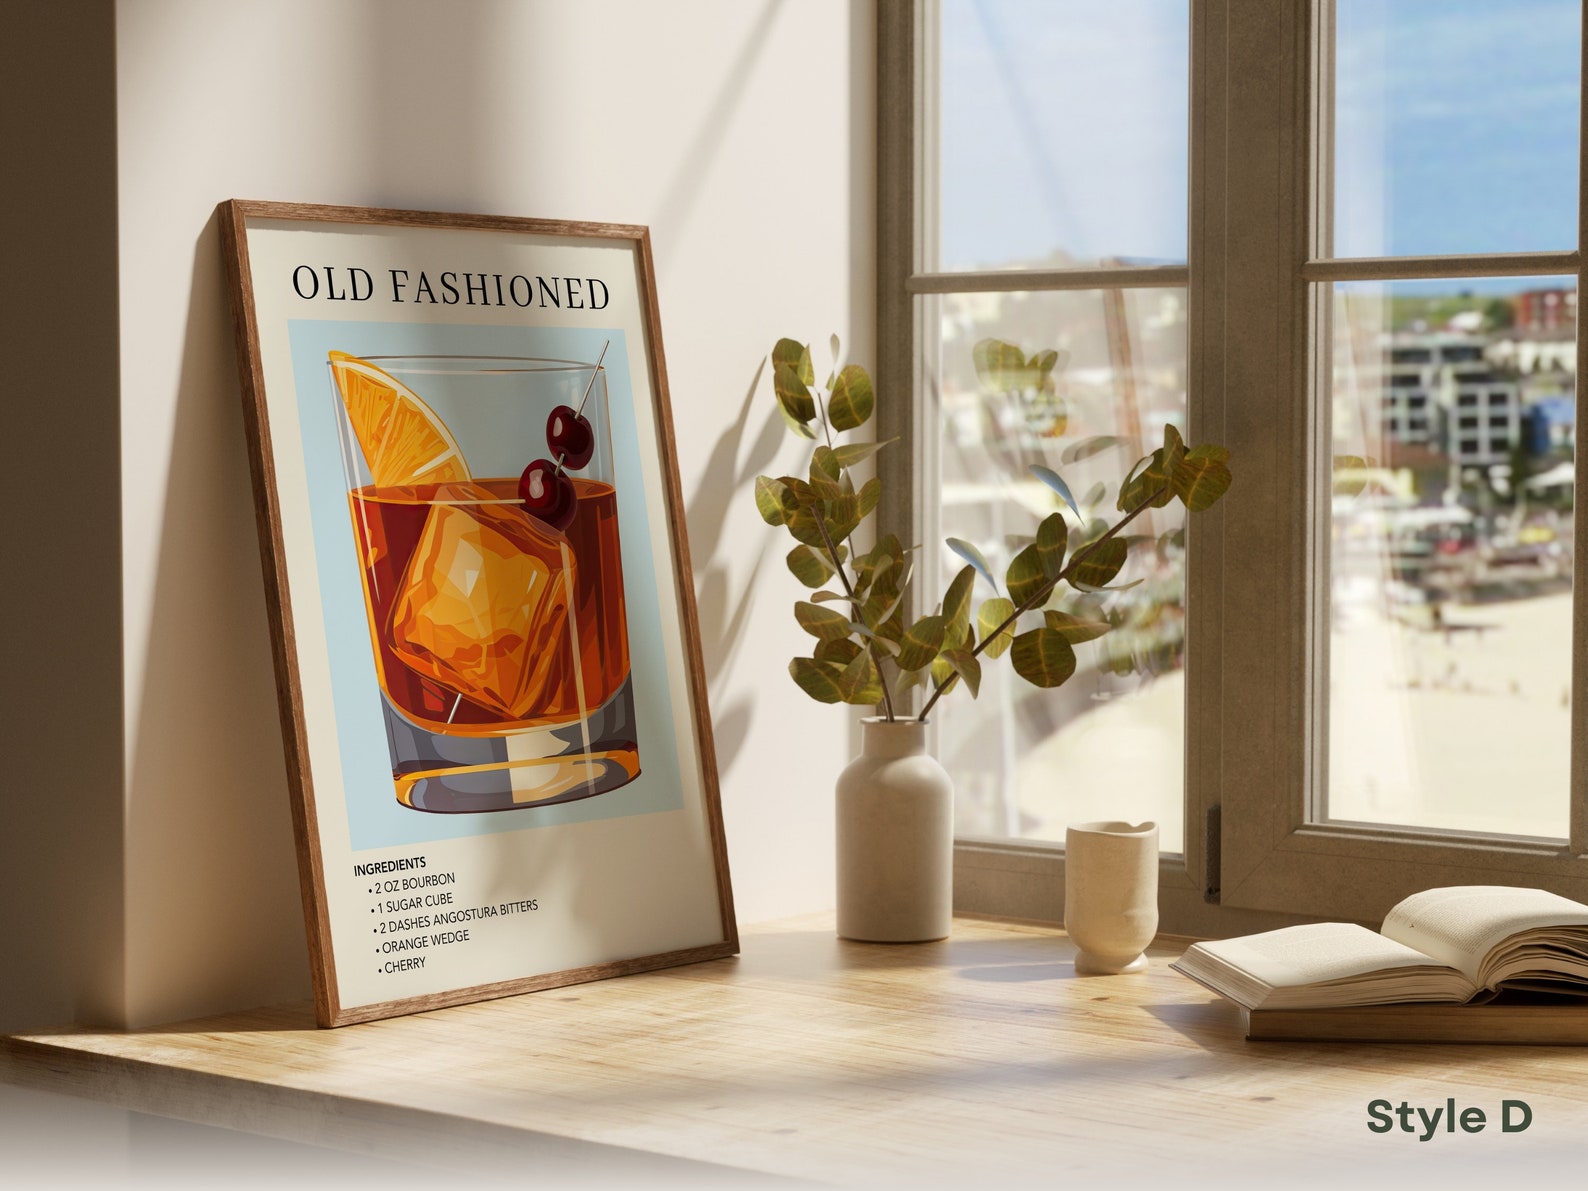 OLD FASHIONED
INGREDIENTS
• 2 OZ BOURBON
• 1 SUGAR CUBE
• 2 DASHES ANGOSTURA BITTERS
• ORANGE WEDGE
• CHERRY
Style D